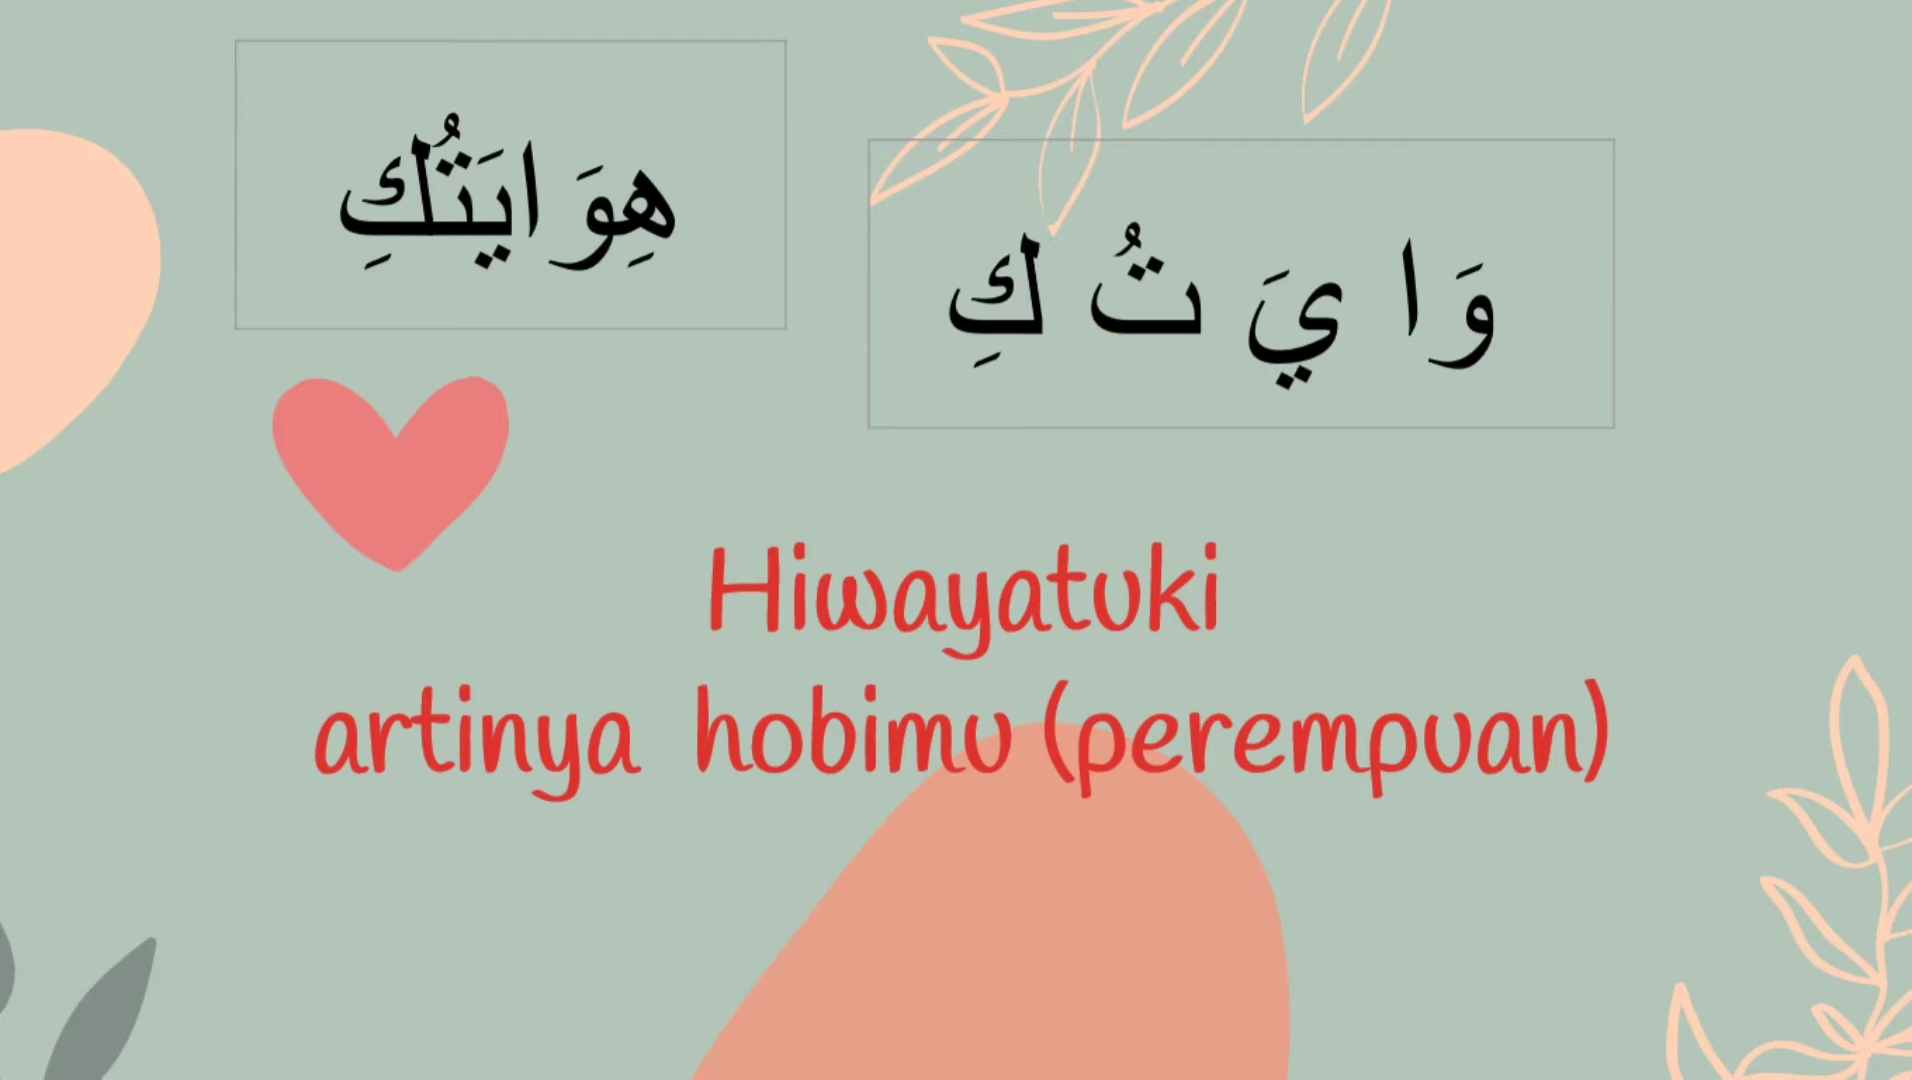 هِوَايَتُكِ
وَ ا يَ تُ كِ
Hiwayatuki
artinya hobimu (perempuan)